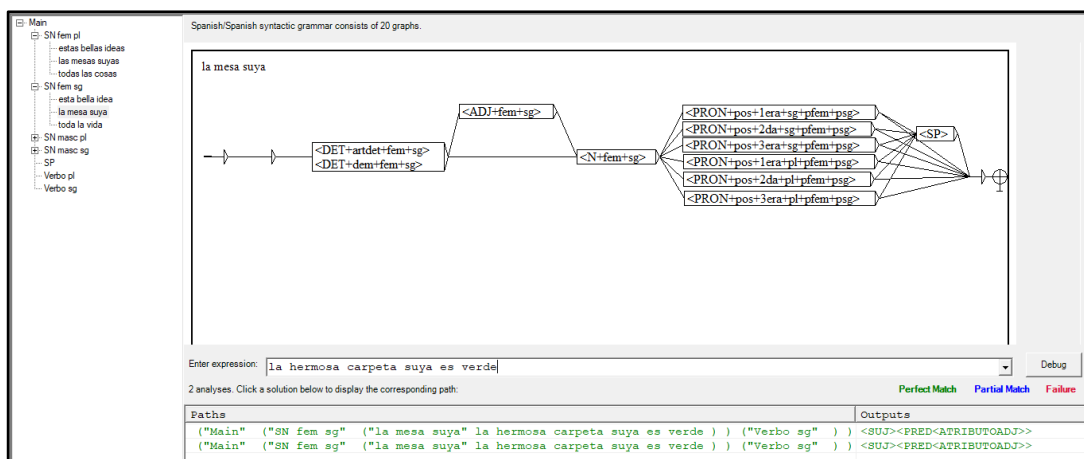 Main
SN fem pl
estas bellas ideas
las mesas suyas
todas las cosas
SN fem sg
esta bella idea
la mesa suya
toda la vida
SN masc pl
SN masc sg
SP
Verbo pl
Verbo sg
Spanish/Spanish syntactic grammar consists of 20 graphs.
la mesa suya
<DET+artdet+fem+sg>
<DET+dem+fem+sg>
<ADJ+fem+sg>
<N+fem+sg>
<PRON+pos+1era+sg+pfem+psg>
<PRON+pos+2da+sg+pfem+psg>
<PRON+pos+3era+sg+pfem+psg>
<PRON+pos+1era+pl+pfem+psg>
<PRON+pos+2da+pl+pfem+psg>
<PRON+pos+3era+pl+pfem+psg>
<SP>
Enter expression: la hermosa carpeta suya es verde Debug
2 analyses. Click a solution below to display the corresponding path: Perfect Match Partial Match Failure
Paths Outputs
("Main" ("SN fem sg" ("la mesa suya" la hermosa carpeta suya es verde ) ) ("Verbo sg" ) ) <SUJ><PRED<ATRIBUTOADJ>>
("Main" ("SN fem sg" ("la mesa suya" la hermosa carpeta suya es verde ) ) ("Verbo sg" ) ) <SUJ><PRED<ATRIBUTOADJ>>